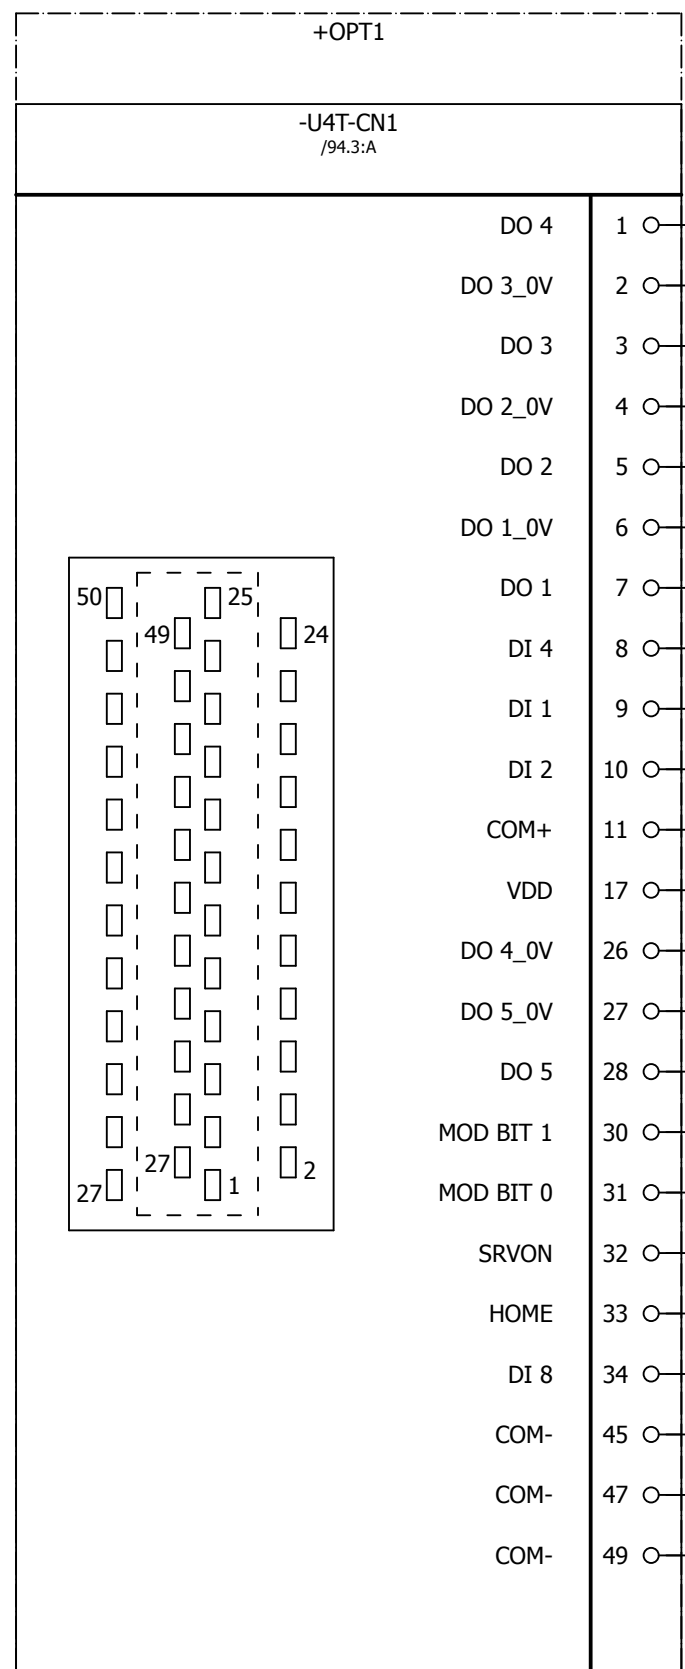 +OPT1
-U4T-CN1
/94.3:A
DO 4 1
DO 3_0V 2
DO 3 3
DO 2_0V 4
DO 2 5
DO 1_0V 6
DO 1 7
DI 4 8
DI 1 9
DI 2 10
COM+ 11
VDD 17
DO 4_0V 26
DO 5_0V 27
DO 5 28
MOD BIT 1 30
MOD BIT 0 31
SRVON 32
HOME 33
DI 8 34
COM- 45
COM- 47
COM- 49
50 25
49 24
27 2
27 1